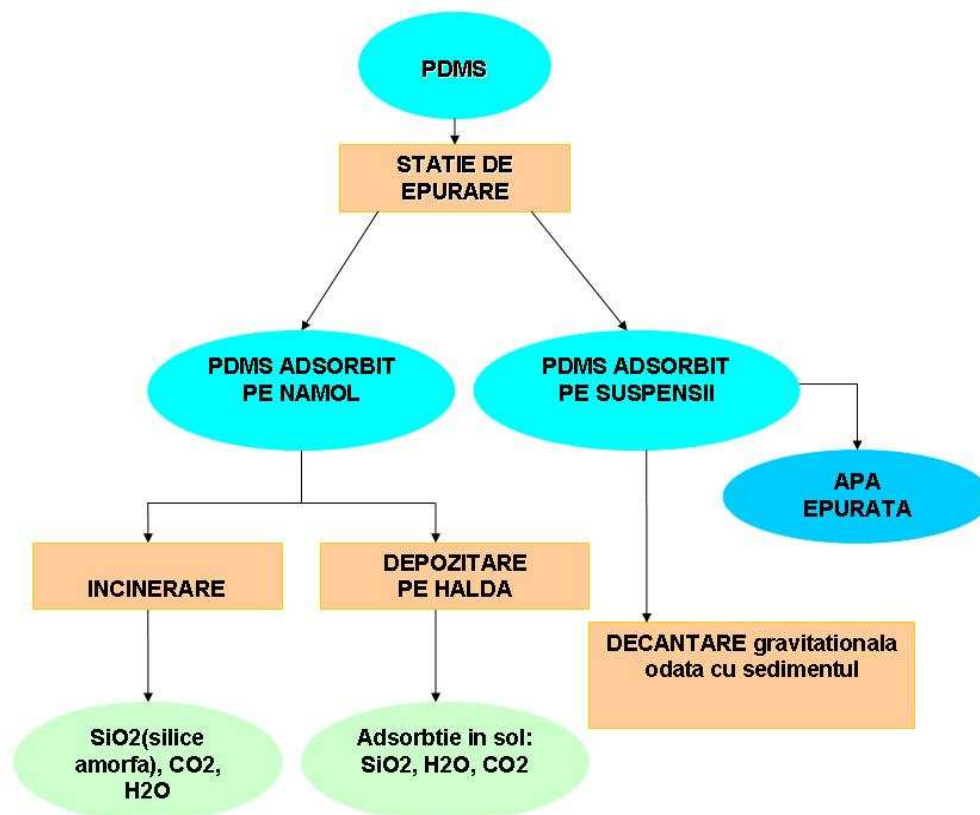 PDMS
STATIE DE
EPURARE
PDMS ADSORBIT
PE NAMOL
PDMS ADSORBIT
PE SUSPENSII
APA
EPURATA
INCINERARE
DEPOZITARE
PE HALDA
DECANTARE gravitationala
odata cu sedimentul
SiO2(silice
amorfa), CO2,
H2O
Adsorbtie in sol:
SiO2, H2O, CO2